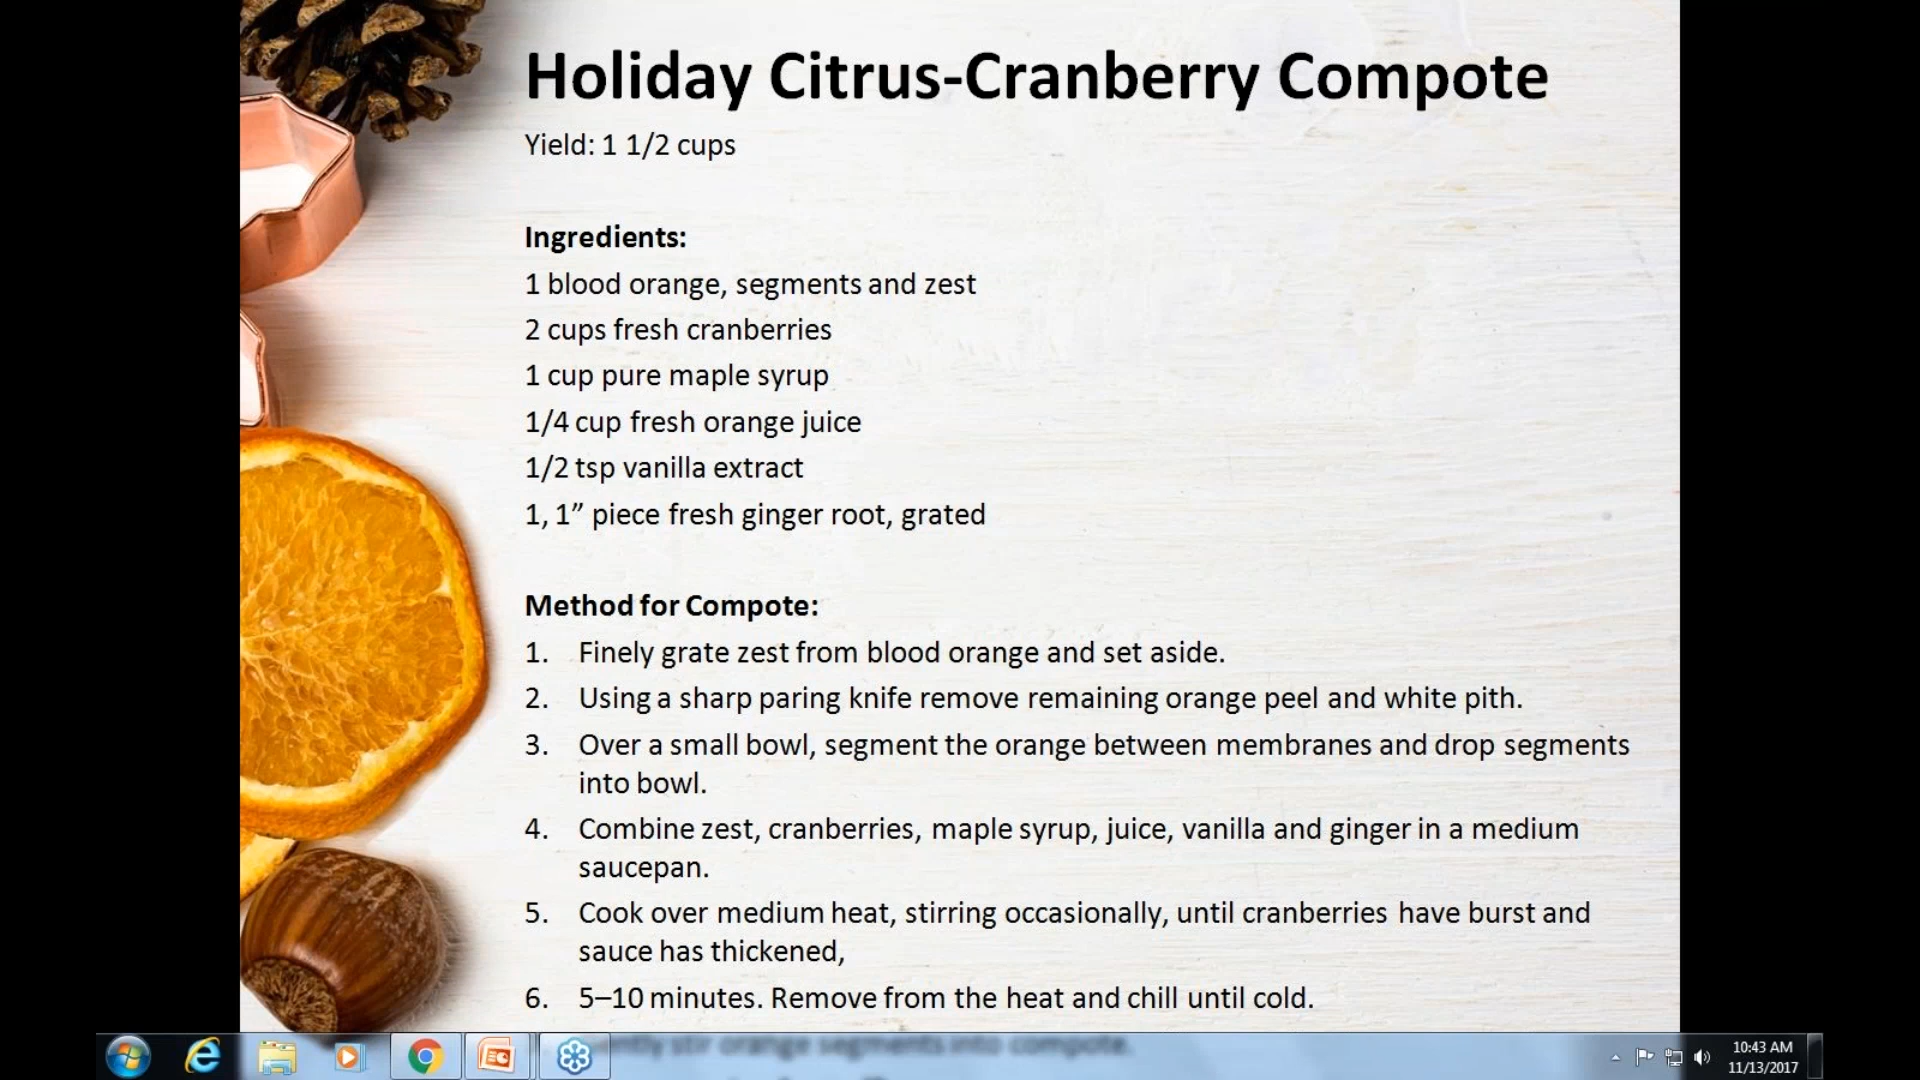 Holiday Citrus-Cranberry Compote
Yield: 1 1/2 cups
Ingredients:
1 blood orange, segments and zest
2 cups fresh cranberries
1 cup pure maple syrup
1/4 cup fresh orange juice
1/2 tsp vanilla extract
1, 1” piece fresh ginger root, grated
Method for Compote:
1. Finely grate zest from blood orange and set aside.
2. Using a sharp paring knife remove remaining orange peel and white pith.
3. Over a small bowl, segment the orange between membranes and drop segments
into bowl.
4. Combine zest, cranberries, maple syrup, juice, vanilla and ginger in a medium
saucepan.
5. Cook over medium heat, stirring occasionally, until cranberries have burst and
sauce has thickened,
6. 5–10 minutes. Remove from the heat and chill until cold.
stir orange segments into compote.
10:43 AM
11/13/2017